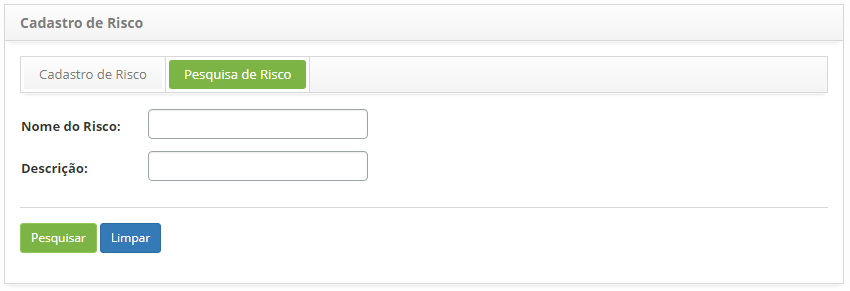 Cadastro de Risco
Cadastro de Risco Pesquisa de Risco
Nome do Risco:
Descrição:
Pesquisar Limpar